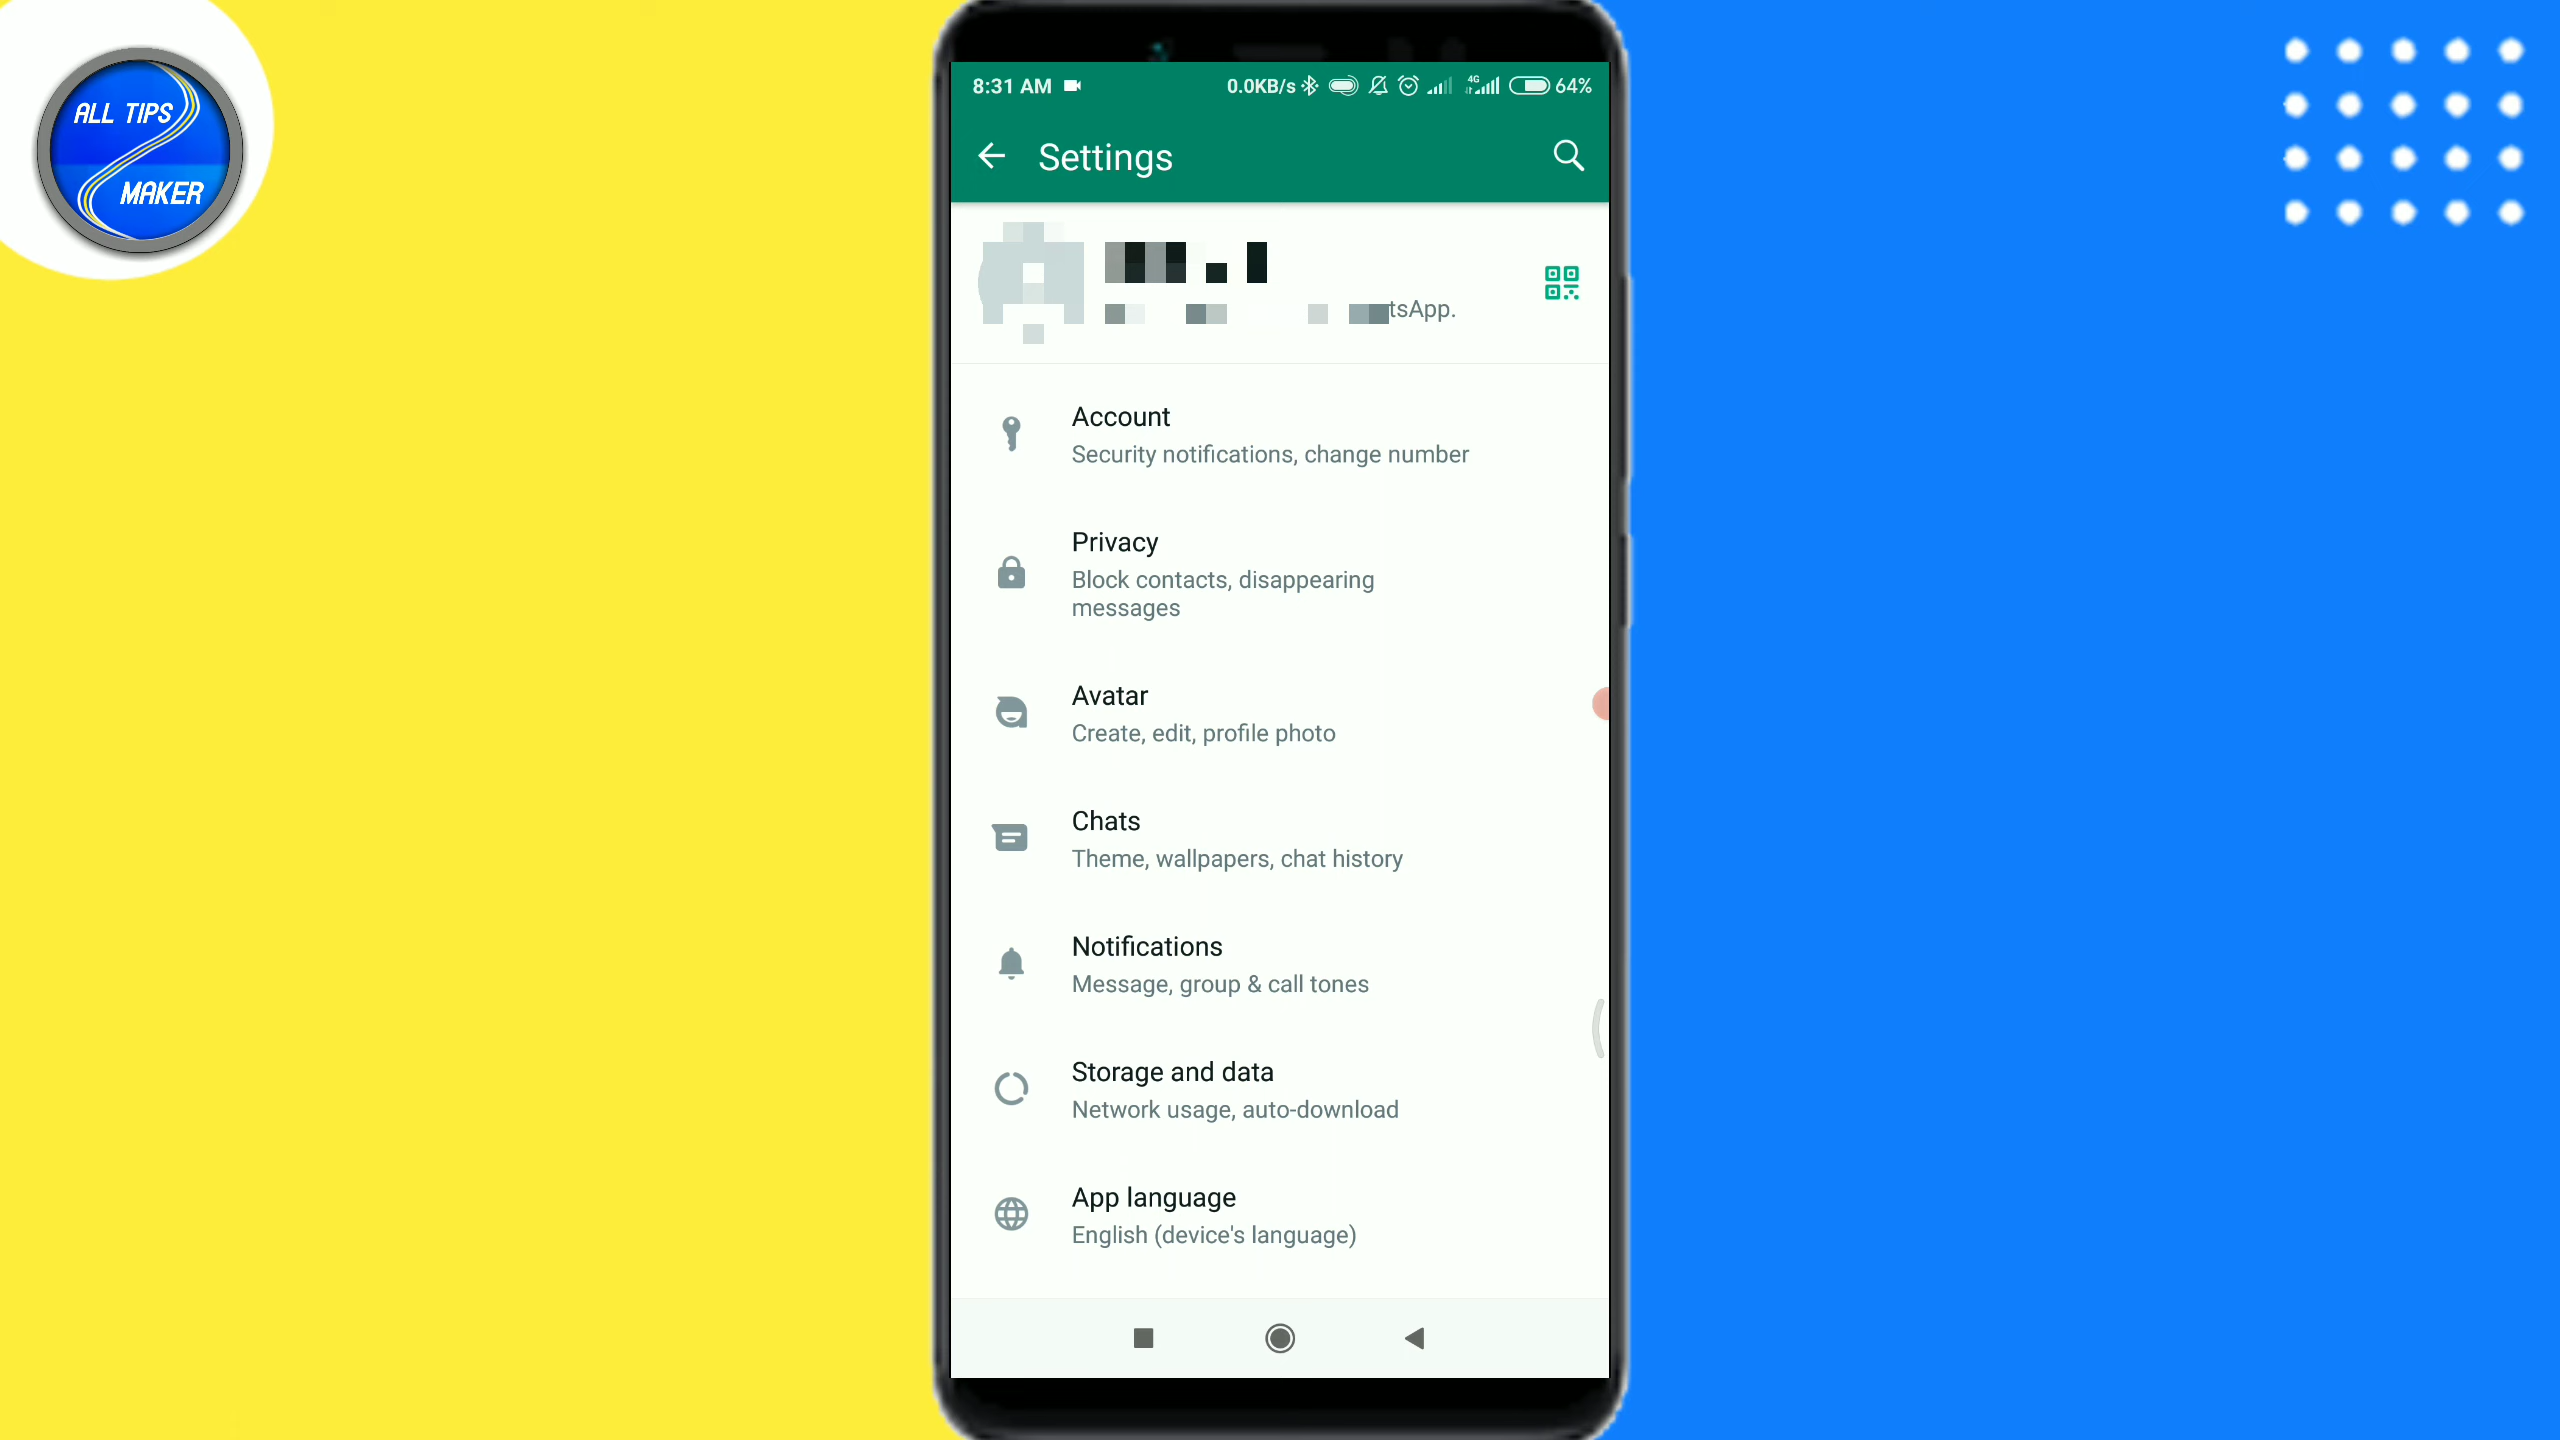 ALL TIPS
MAKER
8:31 AM 0.0KB/s 4G 64%
Settings
tsApp.
Account
Security notifications, change number
Privacy
Block contacts, disappearing
messages
Avatar
Create, edit, profile photo
Chats
Theme, wallpapers, chat history
Notifications
Message, group & call tones
Storage and data
Network usage, auto-download
App language
English (device's language)